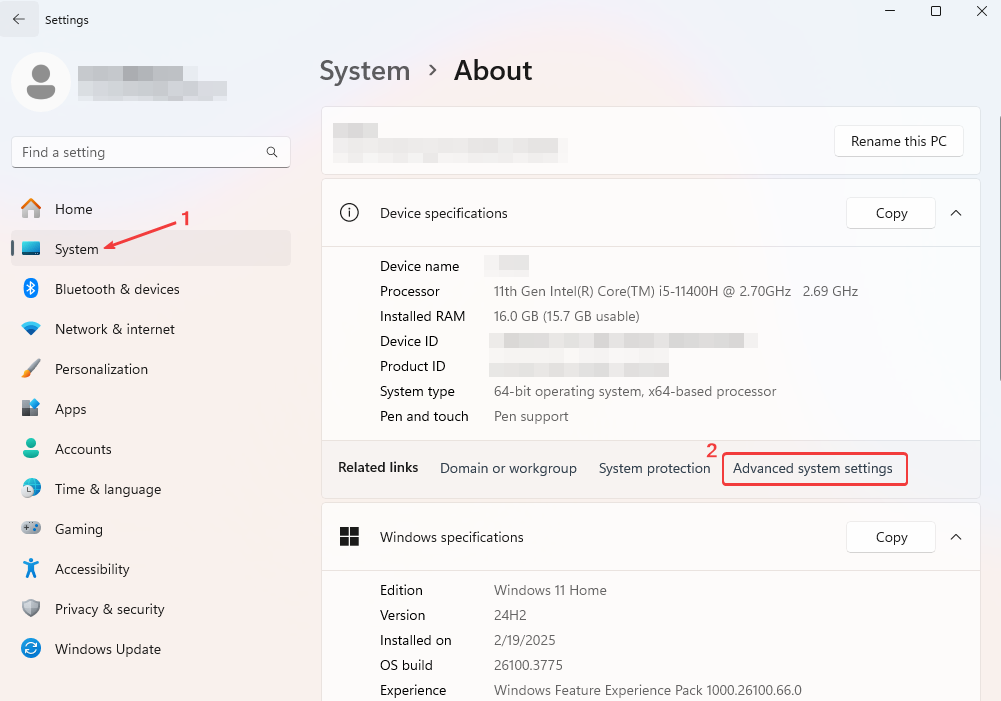 Settings
System > About
Rename this PC
Find a setting
Home
1
System
Bluetooth & devices
Network & internet
Personalization
Apps
Accounts
Time & language
Gaming
Accessibility
Privacy & security
Windows Update
Device specifications
Copy
Device name
Processor 11th Gen Intel(R) Core(TM) i5-11400H @ 2.70GHz 2.69 GHz
Installed RAM 16.0 GB (15.7 GB usable)
Device ID
Product ID
System type 64-bit operating system, x64-based processor
Pen and touch Pen support
2
Related links Domain or workgroup System protection Advanced system settings
Windows specifications
Copy
Edition Windows 11 Home
Version 24H2
Installed on 2/19/2025
OS build 26100.3775
Experience Windows Feature Experience Pack 1000.26100.66.0